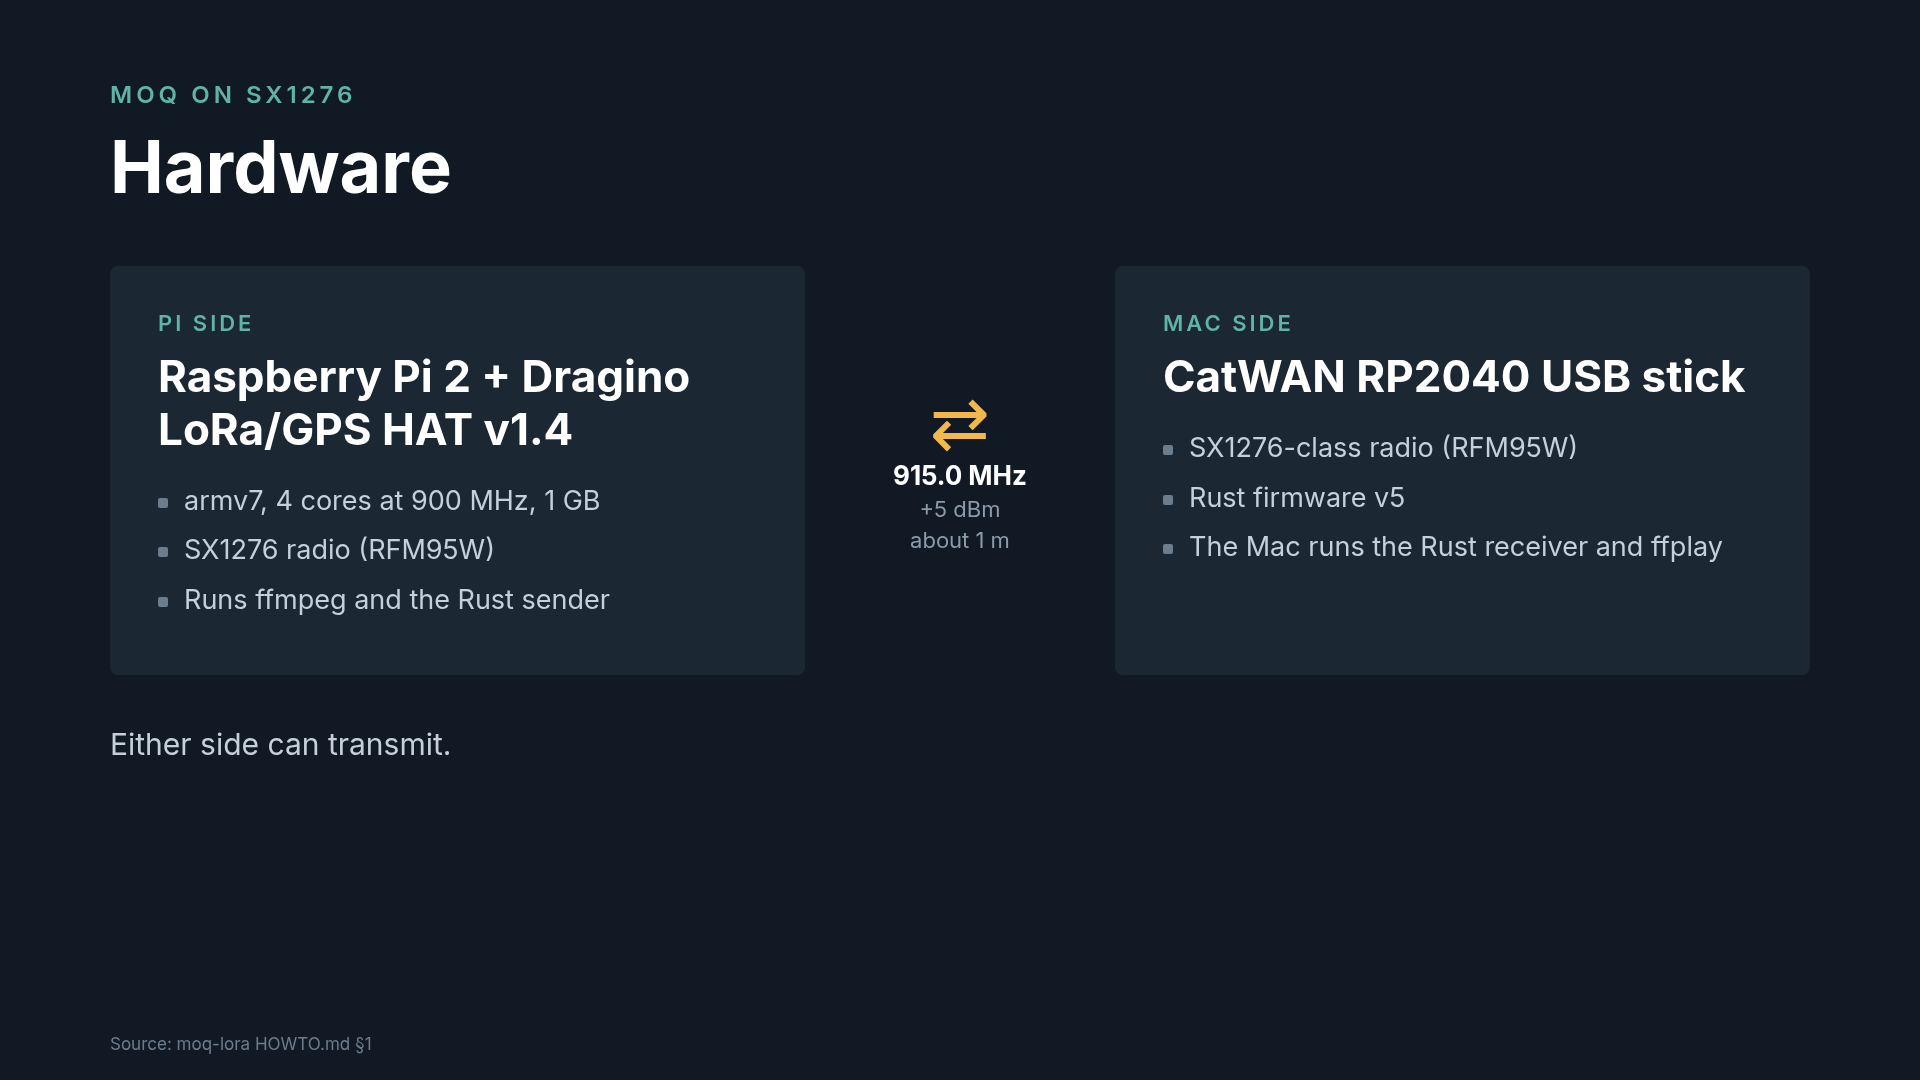 MOQ ON SX1276
Hardware
PI SIDE
Raspberry Pi 2 + Dragino
LoRa/GPS HAT v1.4
armv7, 4 cores at 900 MHz, 1 GB
SX1276 radio (RFM95W)
Runs ffmpeg and the Rust sender
⇄
915.0 MHz
+5 dBm
about 1 m
MAC SIDE
CatWAN RP2040 USB stick
SX1276-class radio (RFM95W)
Rust firmware v5
The Mac runs the Rust receiver and ffplay
Either side can transmit.
Source: moq-lora HOWTO.md §1